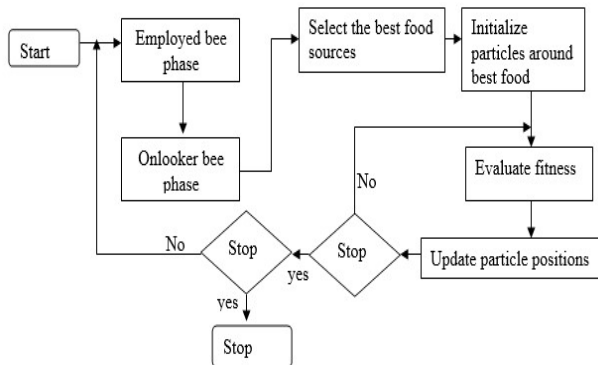 Start
Employed bee
phase
Onlooker bee
phase
Select the best food
sources
Initialize
particles around
best food
Evaluate fitness
Update particle positions
No
Stop
yes
Stop
No
yes
Stop